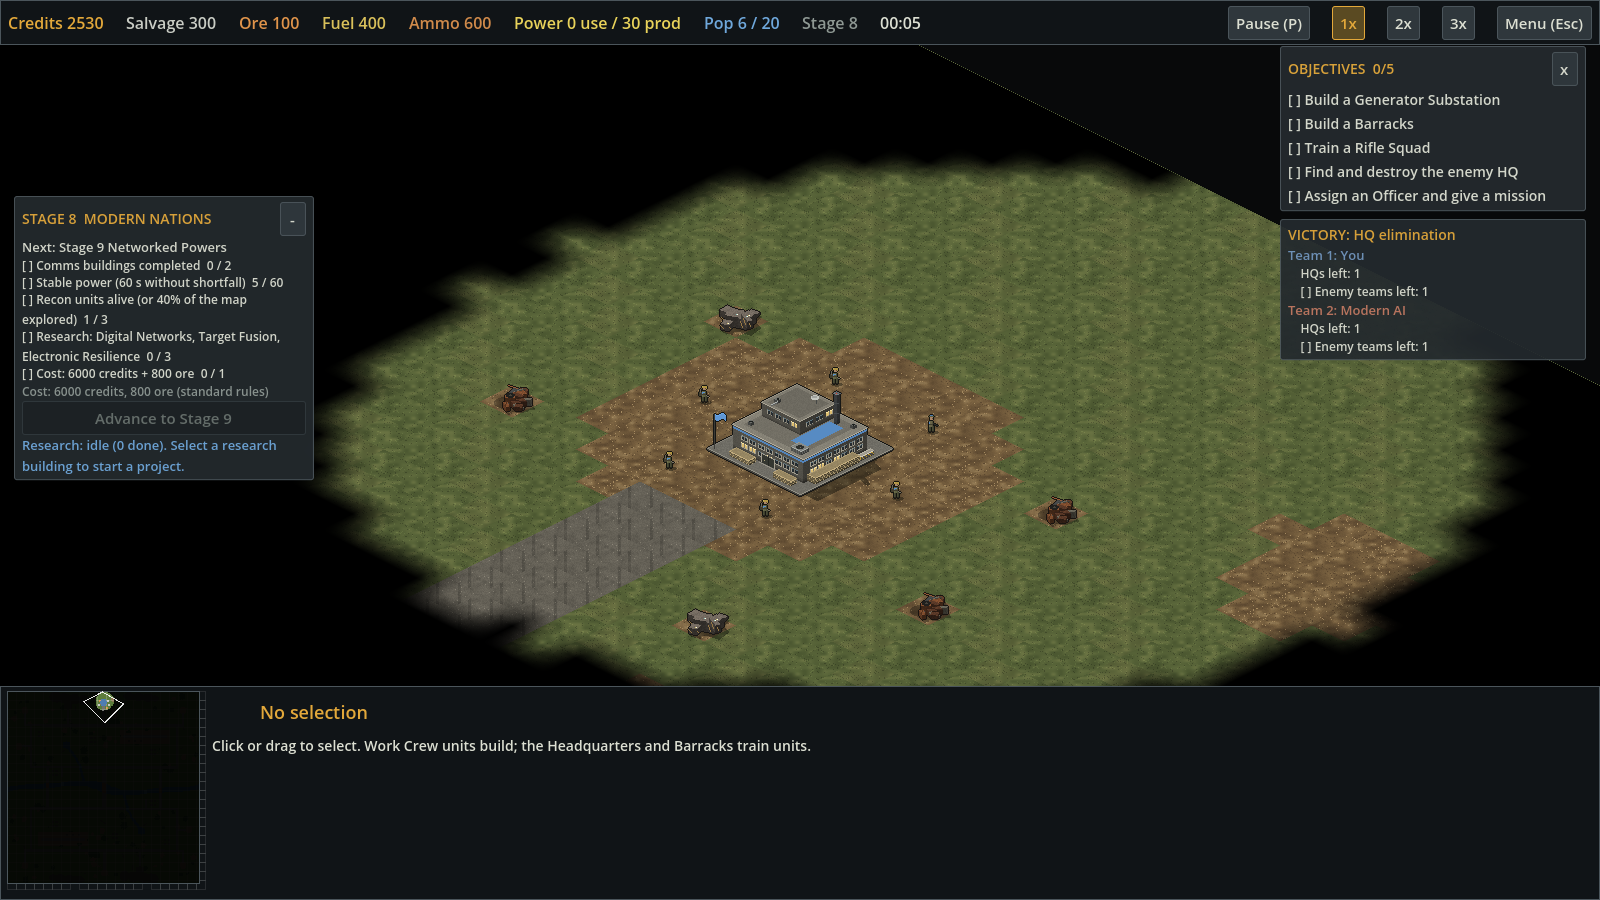 Credits 2530 Salvage 300 Ore 100 Fuel 400 Ammo 600 Power 0 use / 30 prod Pop 6 / 20 Stage 8 00:05 Pause (P) 1x 2x 3x Menu (Esc)
OBJECTIVES 0/5 x
[ ] Build a Generator Substation
[ ] Build a Barracks
[ ] Train a Rifle Squad
[ ] Find and destroy the enemy HQ
[ ] Assign an Officer and give a mission
VICTORY: HQ elimination
Team 1: You
HQs left: 1
[ ] Enemy teams left: 1
Team 2: Modern AI
HQs left: 1
[ ] Enemy teams left: 1
STAGE 8 MODERN NATIONS -
Next: Stage 9 Networked Powers
[ ] Comms buildings completed 0 / 2
[ ] Stable power (60 s without shortfall) 5 / 60
[ ] Recon units alive (or 40% of the map
explored) 1 / 3
[ ] Research: Digital Networks, Target Fusion,
Electronic Resilience 0 / 3
[ ] Cost: 6000 credits + 800 ore 0 / 1
Cost: 6000 credits, 800 ore (standard rules)
Advance to Stage 9
Research: idle (0 done). Select a research
building to start a project.
No selection
Click or drag to select. Work Crew units build; the Headquarters and Barracks train units.